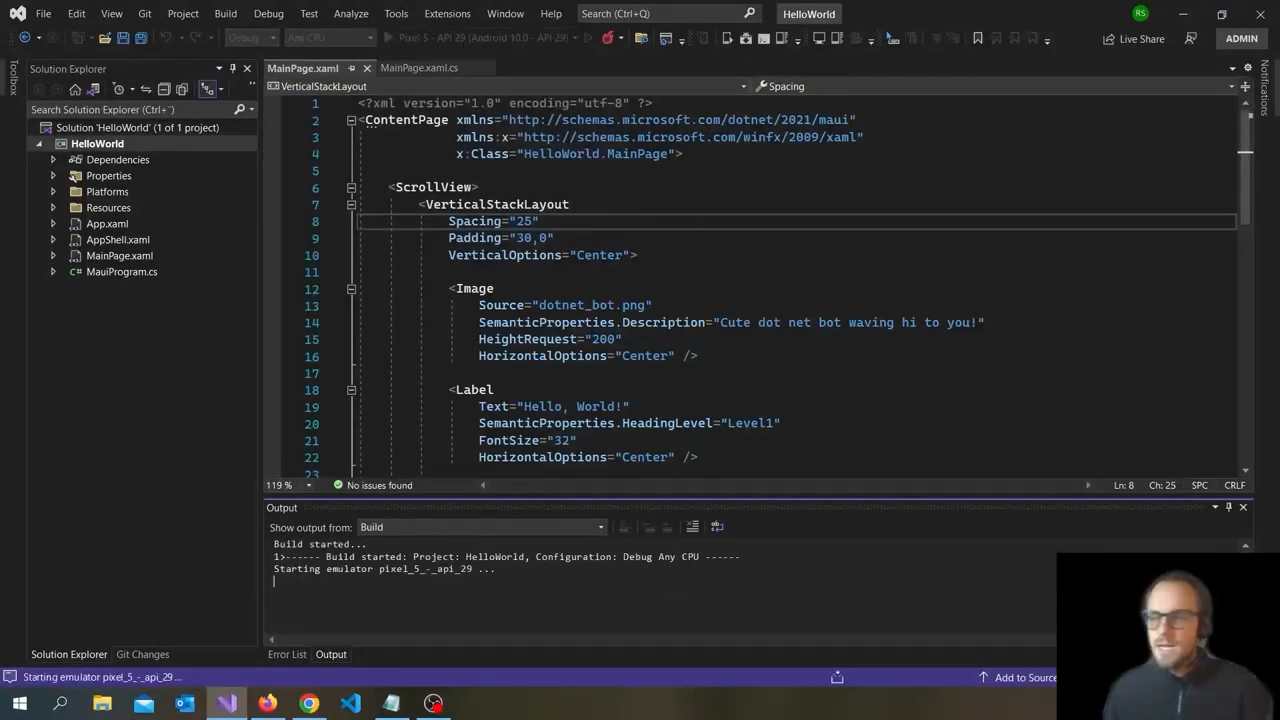 File Edit View Git Project Build Debug Test Analyze Tools Extensions Window Help Search (Ctrl+Q) HelloWorld RS
Debug Any CPU Pixel 5 - API 29 (Android 10.0 - API 29) Live Share ADMIN
Toolbox
Solution Explorer
Search Solution Explorer (Ctrl+
Solution 'HelloWorld' (1 of 1 project)
HelloWorld
Dependencies
Properties
Platforms
Resources
App.xaml
AppShell.xaml
MainPage.xaml
MauiProgram.cs
Solution Explorer Git Changes
MainPage.xaml MainPage.xaml.cs
VerticalStackLayout Spacing
1 <?xml version="1.0" encoding="utf-8" ?>
2 <ContentPage xmlns="http://schemas.microsoft.com/dotnet/2021/maui"
3 xmlns:x="http://schemas.microsoft.com/winfx/2009/xaml"
4 x:Class="HelloWorld.MainPage">
5
6 <ScrollView>
7 <VerticalStackLayout
8 Spacing="25"
9 Padding="30,0"
10 VerticalOptions="Center">
11
12 <Image
13 Source="dotnet_bot.png"
14 SemanticProperties.Description="Cute dot net bot waving hi to you!"
15 HeightRequest="200"
16 HorizontalOptions="Center" />
17
18 <Label
19 Text="Hello, World!"
20 SemanticProperties.HeadingLevel="Level1"
21 FontSize="32"
22 HorizontalOptions="Center" />
23
119 % No issues found Ln: 8 Ch: 25 SPC CRLF
Output
Show output from: Build
Build started...
1>------ Build started: Project: HelloWorld, Configuration: Debug Any CPU ------
Starting emulator pixel_5_-_api_29 ...
Error List Output
Notifications
Starting emulator pixel_5_-_api_29 ... Add to Source